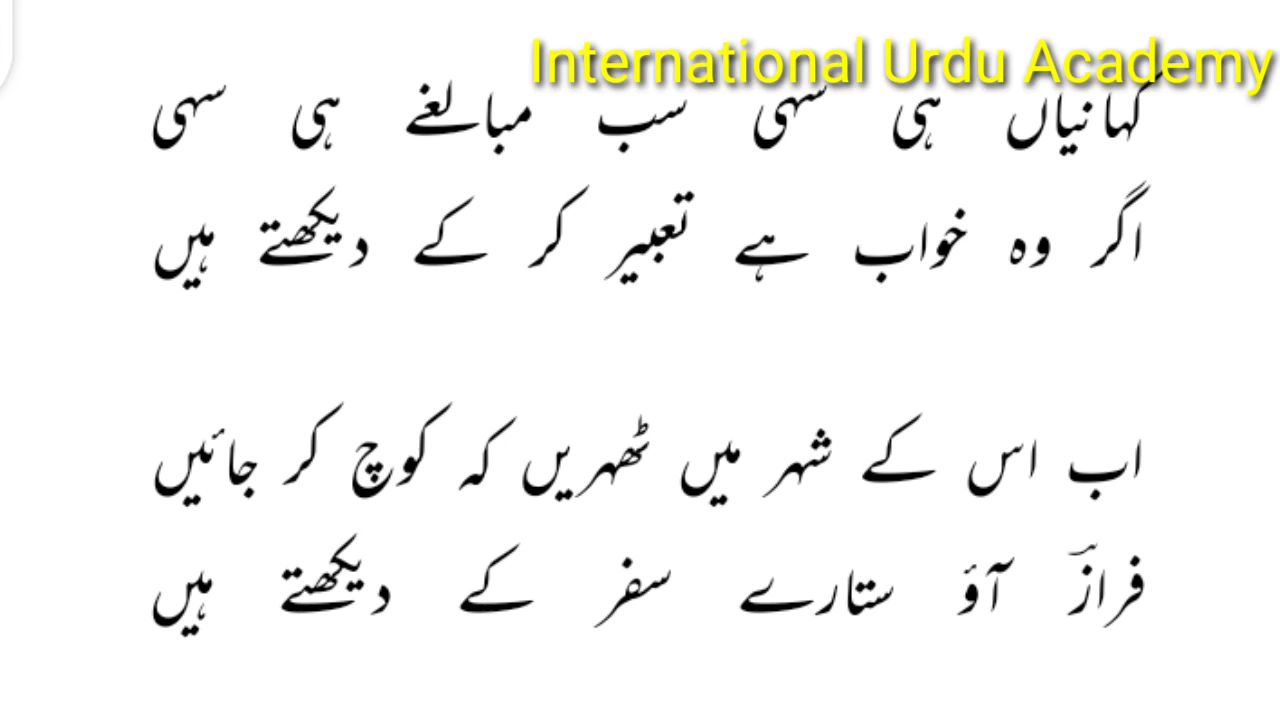 International Urdu Academy
کہانیاں ہی سہی سب مبالغے ہی سہی
اگر وہ خواب ہے تعبیر کر کے دیکھتے ہیں
اب اس کے شہر میں ٹھہریں کہ کوچ کر جائیں
فرازؔ آؤ ستارے سفر کے دیکھتے ہیں